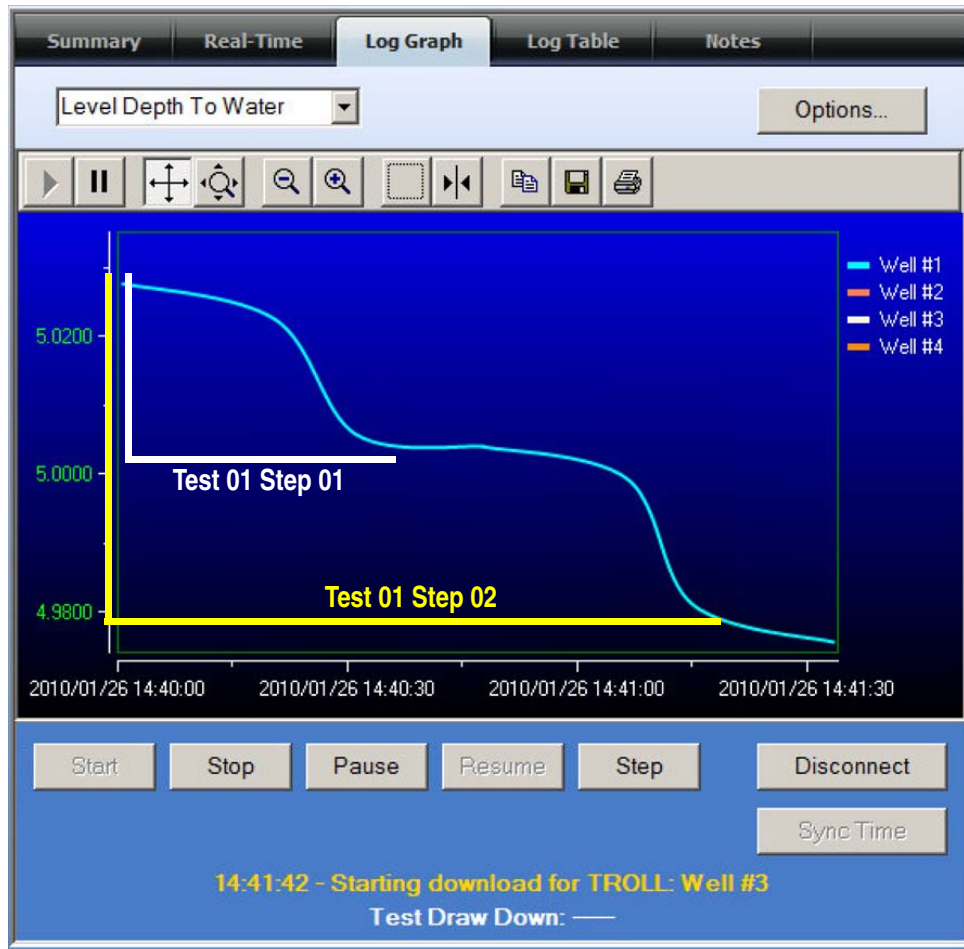 Summary Real-Time Log Graph Log Table Notes
Level Depth To Water Options...
Well #1
Well #2
Well #3
Well #4
5.0200
5.0000
4.9800
Test 01 Step 01
Test 01 Step 02
2010/01/26 14:40:00 2010/01/26 14:40:30 2010/01/26 14:41:00 2010/01/26 14:41:30
Start Stop Pause Resume Step Disconnect
Sync Time
14:41:42 - Starting download for TROLL: Well #3
Test Draw Down: ——